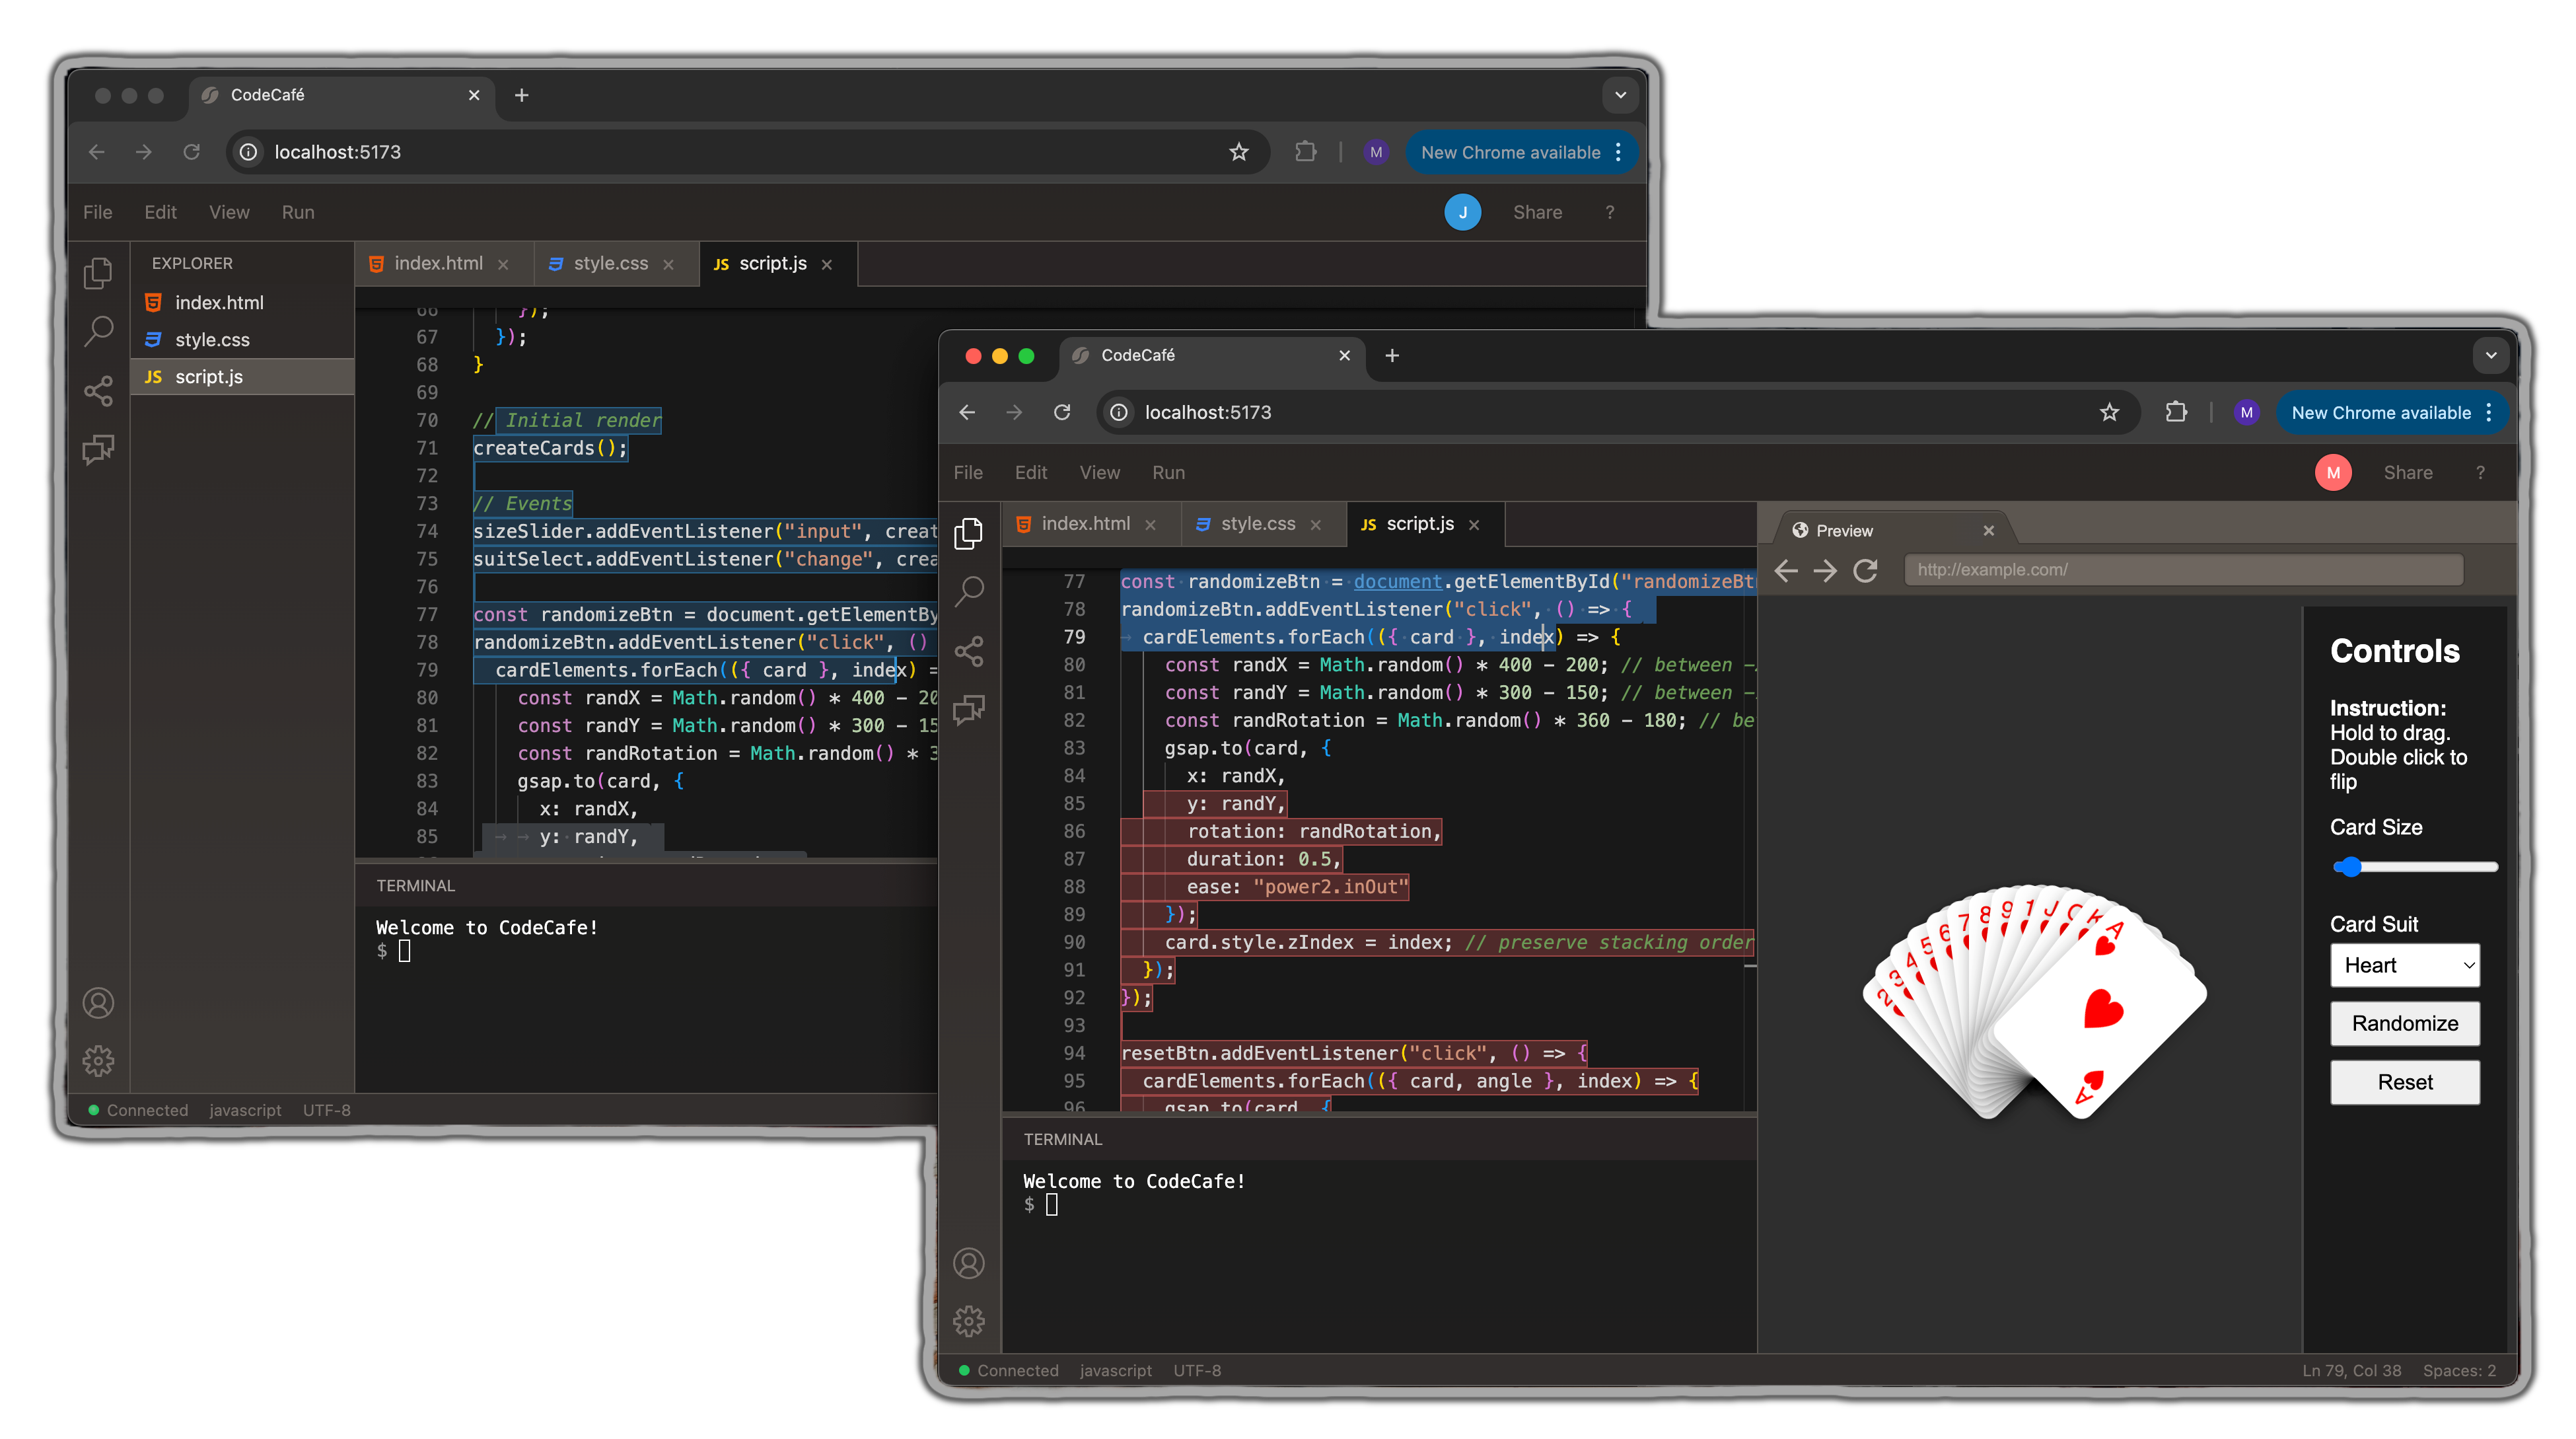 CodeCafé
localhost:5173
M
New Chrome available
File Edit View Run
J
Share
?
EXPLORER
index.html
style.css
script.js
index.html
style.css
JS script.js
JS
66 });
67 });
68 }
69
70 // Initial render
71 createCards();
72
73 // Events
74 sizeSlider.addEventListener("input", creat
75 suitSelect.addEventListener("change", crea
76
77 const randomizeBtn = document.getElementBy
78 randomizeBtn.addEventListener("click", ()
79 cardElements.forEach(({ card }, index) =
80 const randX = Math.random() * 400 - 20
81 const randY = Math.random() * 300 - 15
82 const randRotation = Math.random() * 3
83 gsap.to(card, {
84 x: randX,
85 y: randY,
TERMINAL
Welcome to CodeCafe!
$
Connected javascript UTF-8
CodeCafé
localhost:5173
M
New Chrome available
File Edit View Run
M
Share
?
index.html
style.css
JS script.js
77 const randomizeBtn = document.getElementById("randomizeBtn
78 randomizeBtn.addEventListener("click", () => {
79 cardElements.forEach(({ card }, index) => {
80 const randX = Math.random() * 400 - 200; // between -
81 const randY = Math.random() * 300 - 150; // between -
82 const randRotation = Math.random() * 360 - 180; // be
83 gsap.to(card, {
84 x: randX,
85 y: randY,
86 rotation: randRotation,
87 duration: 0.5,
88 ease: "power2.inOut"
89 });
90 card.style.zIndex = index; // preserve stacking order
91 });
92 });
93
94 resetBtn.addEventListener("click", () => {
95 cardElements.forEach(({ card, angle }, index) => {
96 gsap.to(card, {
TERMINAL
Welcome to CodeCafe!
$
Connected javascript UTF-8
Ln 79, Col 38 Spaces: 2
Preview
http://example.com/
2 3 4 5 6 7 8 9 1 J Q K A
A
Controls
Instruction:
Hold to drag.
Double click to
flip
Card Size
Card Suit
Heart
Randomize
Reset